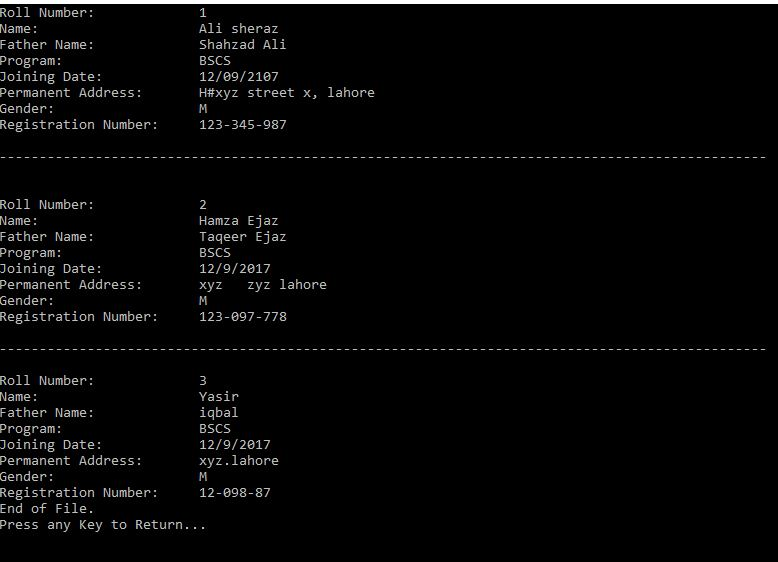 Roll Number: 1
Name: Ali sheraz
Father Name: Shahzad Ali
Program: BSCS
Joining Date: 12/09/2107
Permanent Address: H#xyz street x, lahore
Gender: M
Registration Number: 123-345-987
------------------------------------------------------------------------------------------------
Roll Number: 2
Name: Hamza Ejaz
Father Name: Taqeer Ejaz
Program: BSCS
Joining Date: 12/9/2017
Permanent Address: xyz   zyz lahore
Gender: M
Registration Number: 123-097-778
------------------------------------------------------------------------------------------------
Roll Number: 3
Name: Yasir
Father Name: iqbal
Program: BSCS
Joining Date: 12/9/2017
Permanent Address: xyz.lahore
Gender: M
Registration Number: 12-098-87
End of File.
Press any Key to Return...